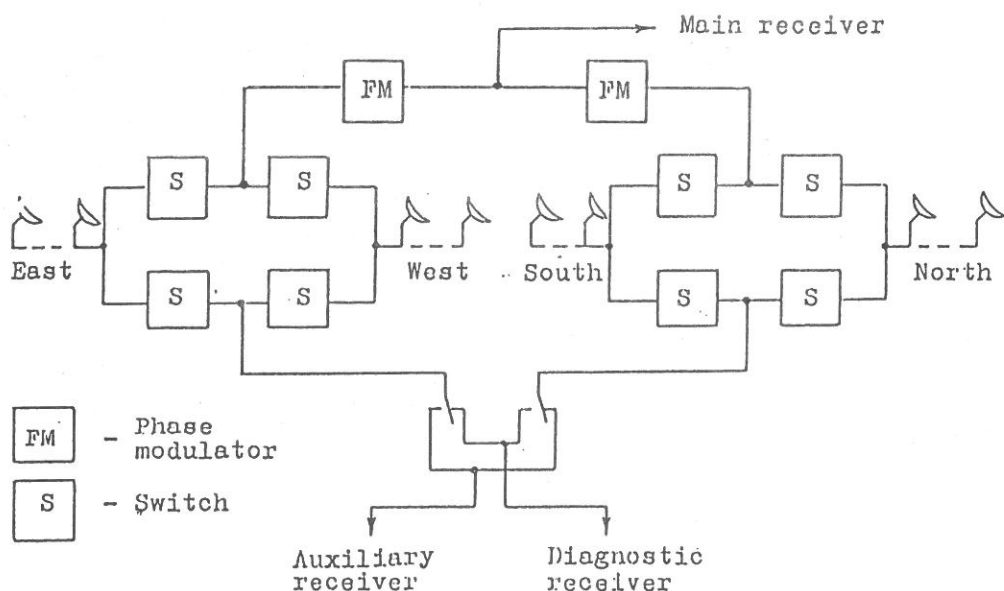 Main receiver
FM
FM
S
S
S
S
East
West
South
North
S
S
S
S
FM
- Phase
modulator
S
- Switch
Auxiliary
receiver
Diagnostic
receiver